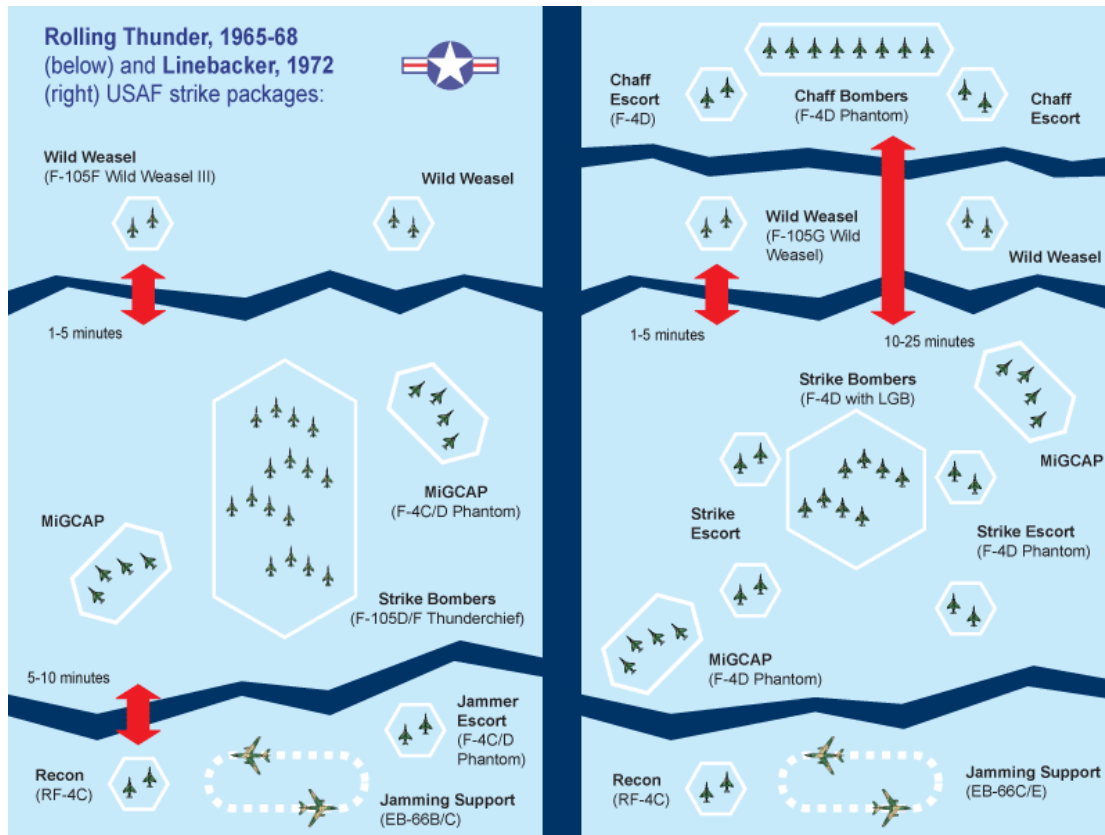 Rolling Thunder, 1965-68
(below) and Linebacker, 1972
(right) USAF strike packages:
Wild Weasel
(F-105F Wild Weasel III)
Wild Weasel
1-5 minutes
MiGCAP
(F-4C/D Phantom)
MiGCAP
Strike Bombers
(F-105D/F Thunderchief)
5-10 minutes
Jammer
Escort
(F-4C/D
Phantom)
Recon
(RF-4C)
Jamming Support
(EB-66B/C)
Chaff
Escort
(F-4D)
Chaff Bombers
(F-4D Phantom)
Chaff
Escort
Wild Weasel
(F-105G Wild
Weasel)
Wild Weasel
1-5 minutes
10-25 minutes
Strike Bombers
(F-4D with LGB)
MiGCAP
Strike
Escort
Strike Escort
(F-4D Phantom)
MiGCAP
(F-4D Phantom)
Recon
(RF-4C)
Jamming Support
(EB-66C/E)